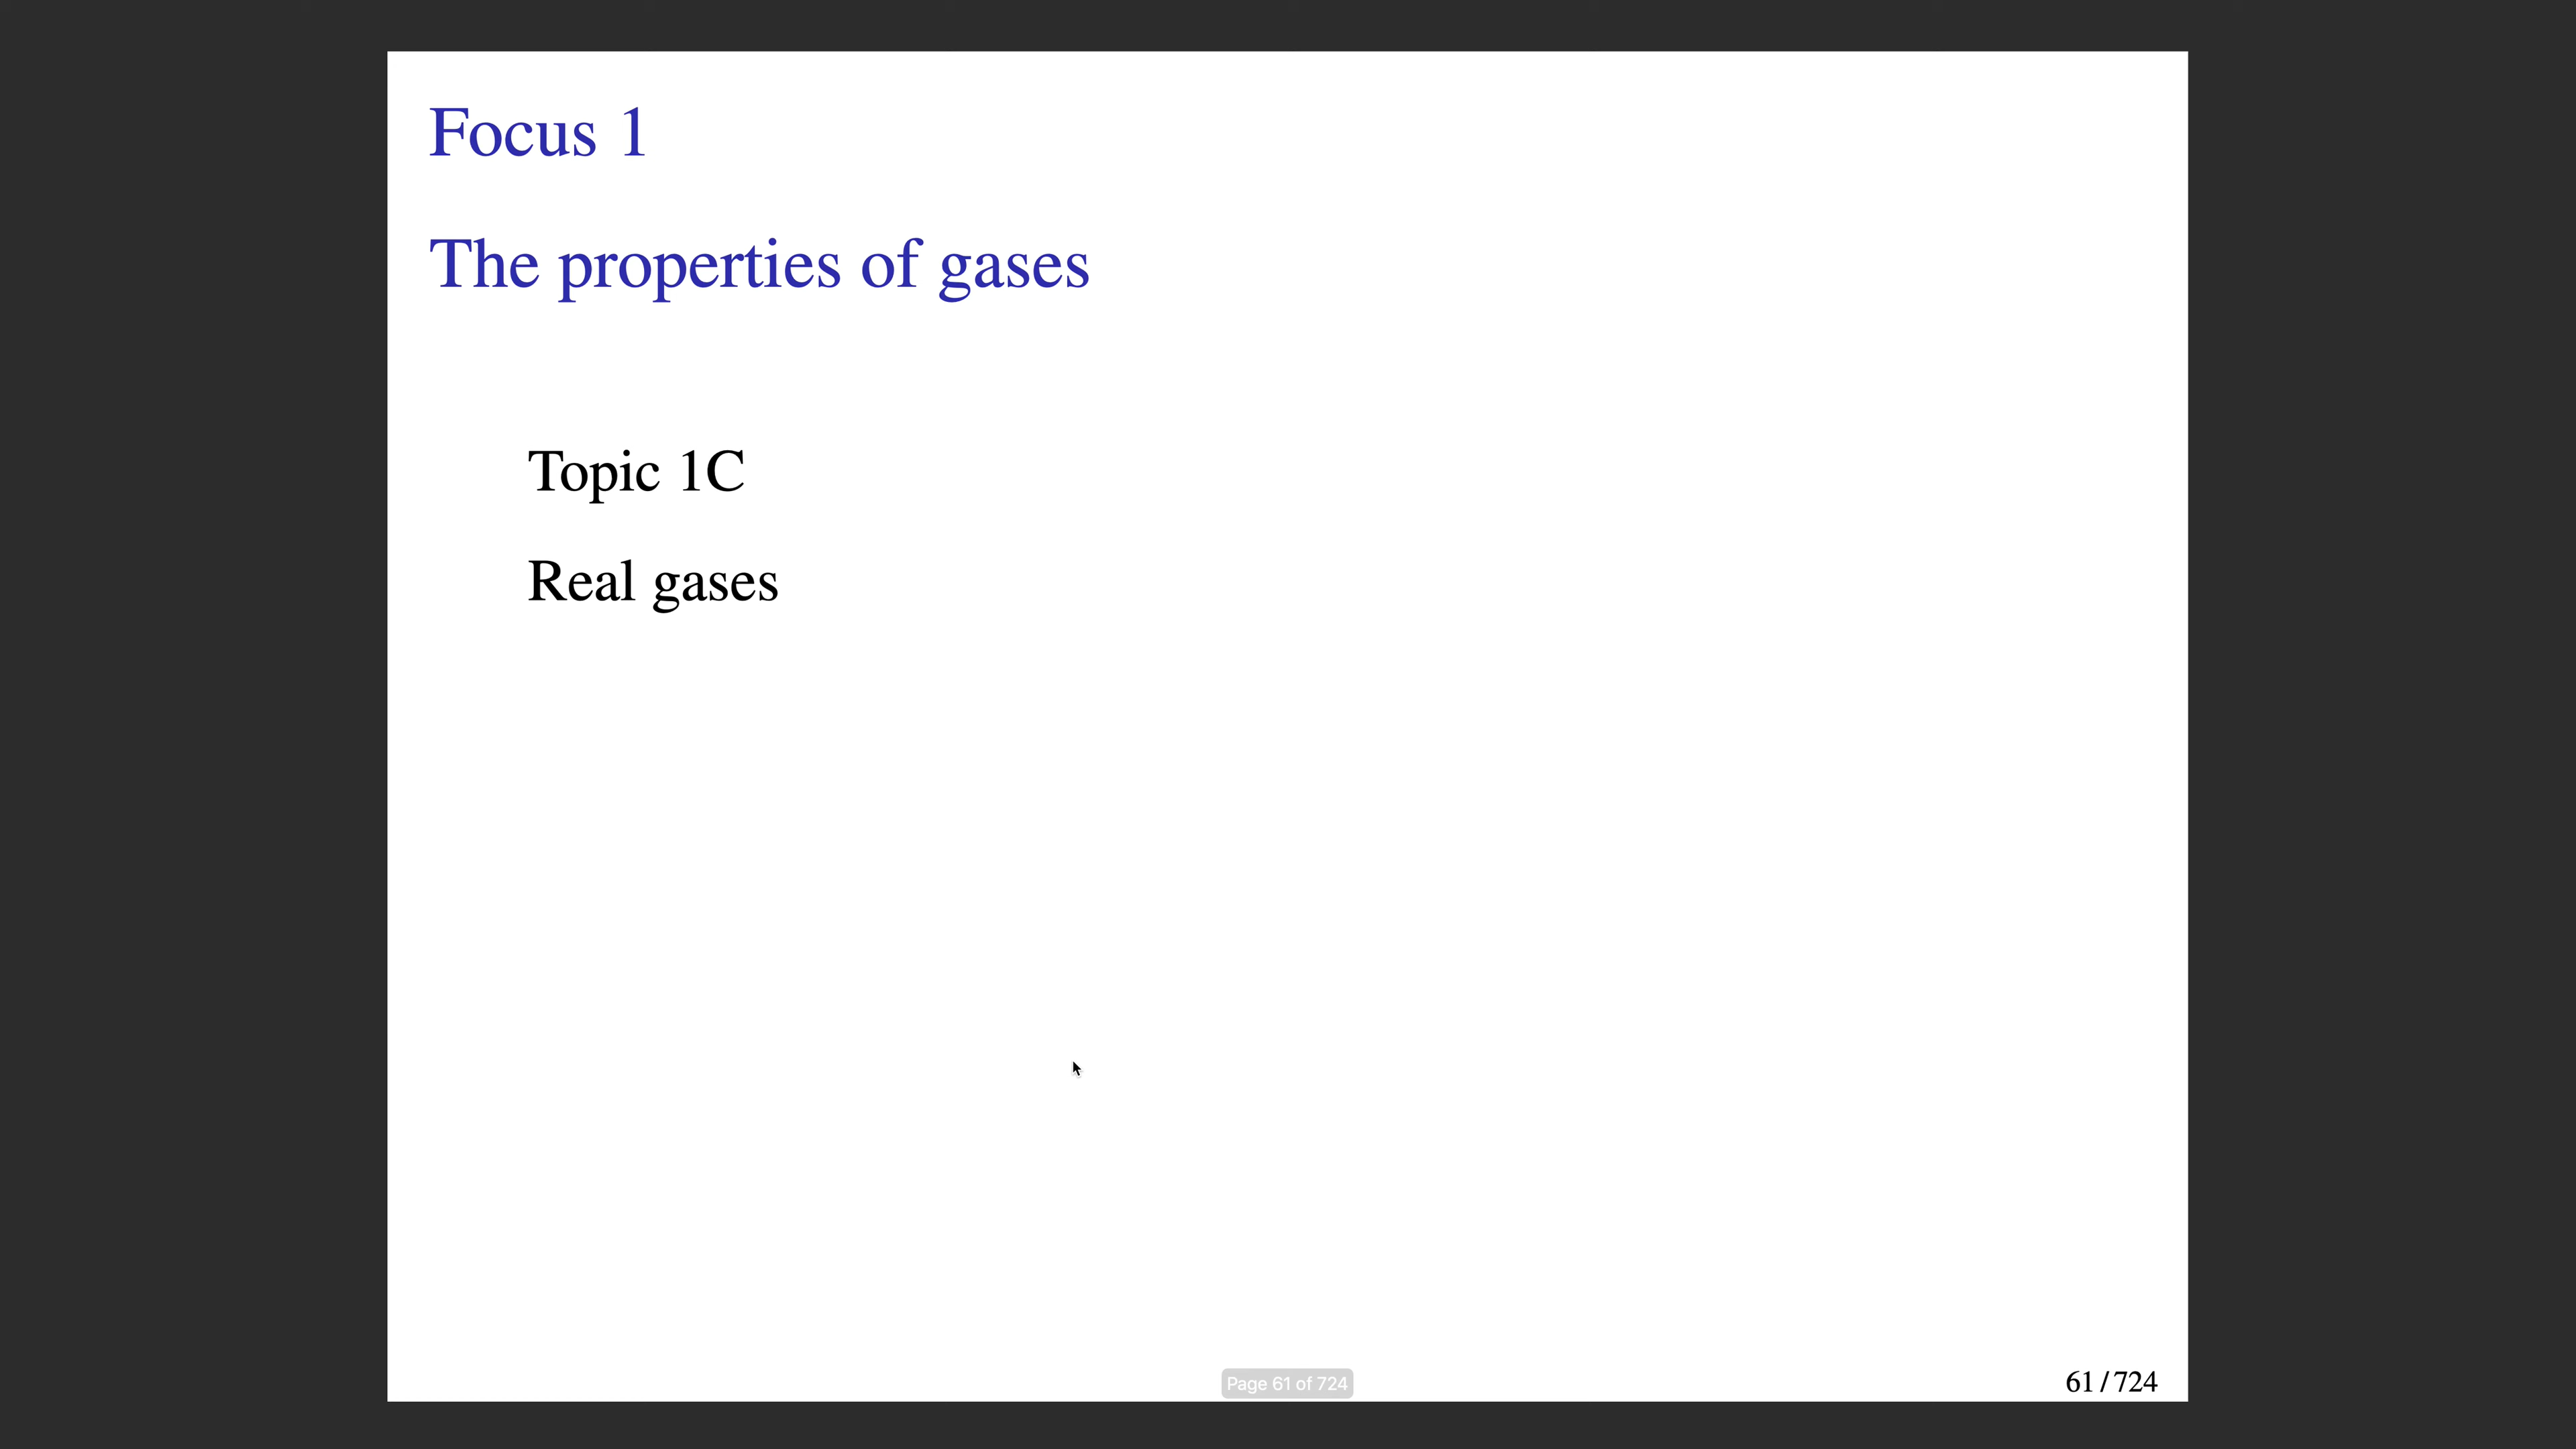 Focus 1
The properties of gases
Topic 1C
Real gases
Page 61 of 724
61 / 724